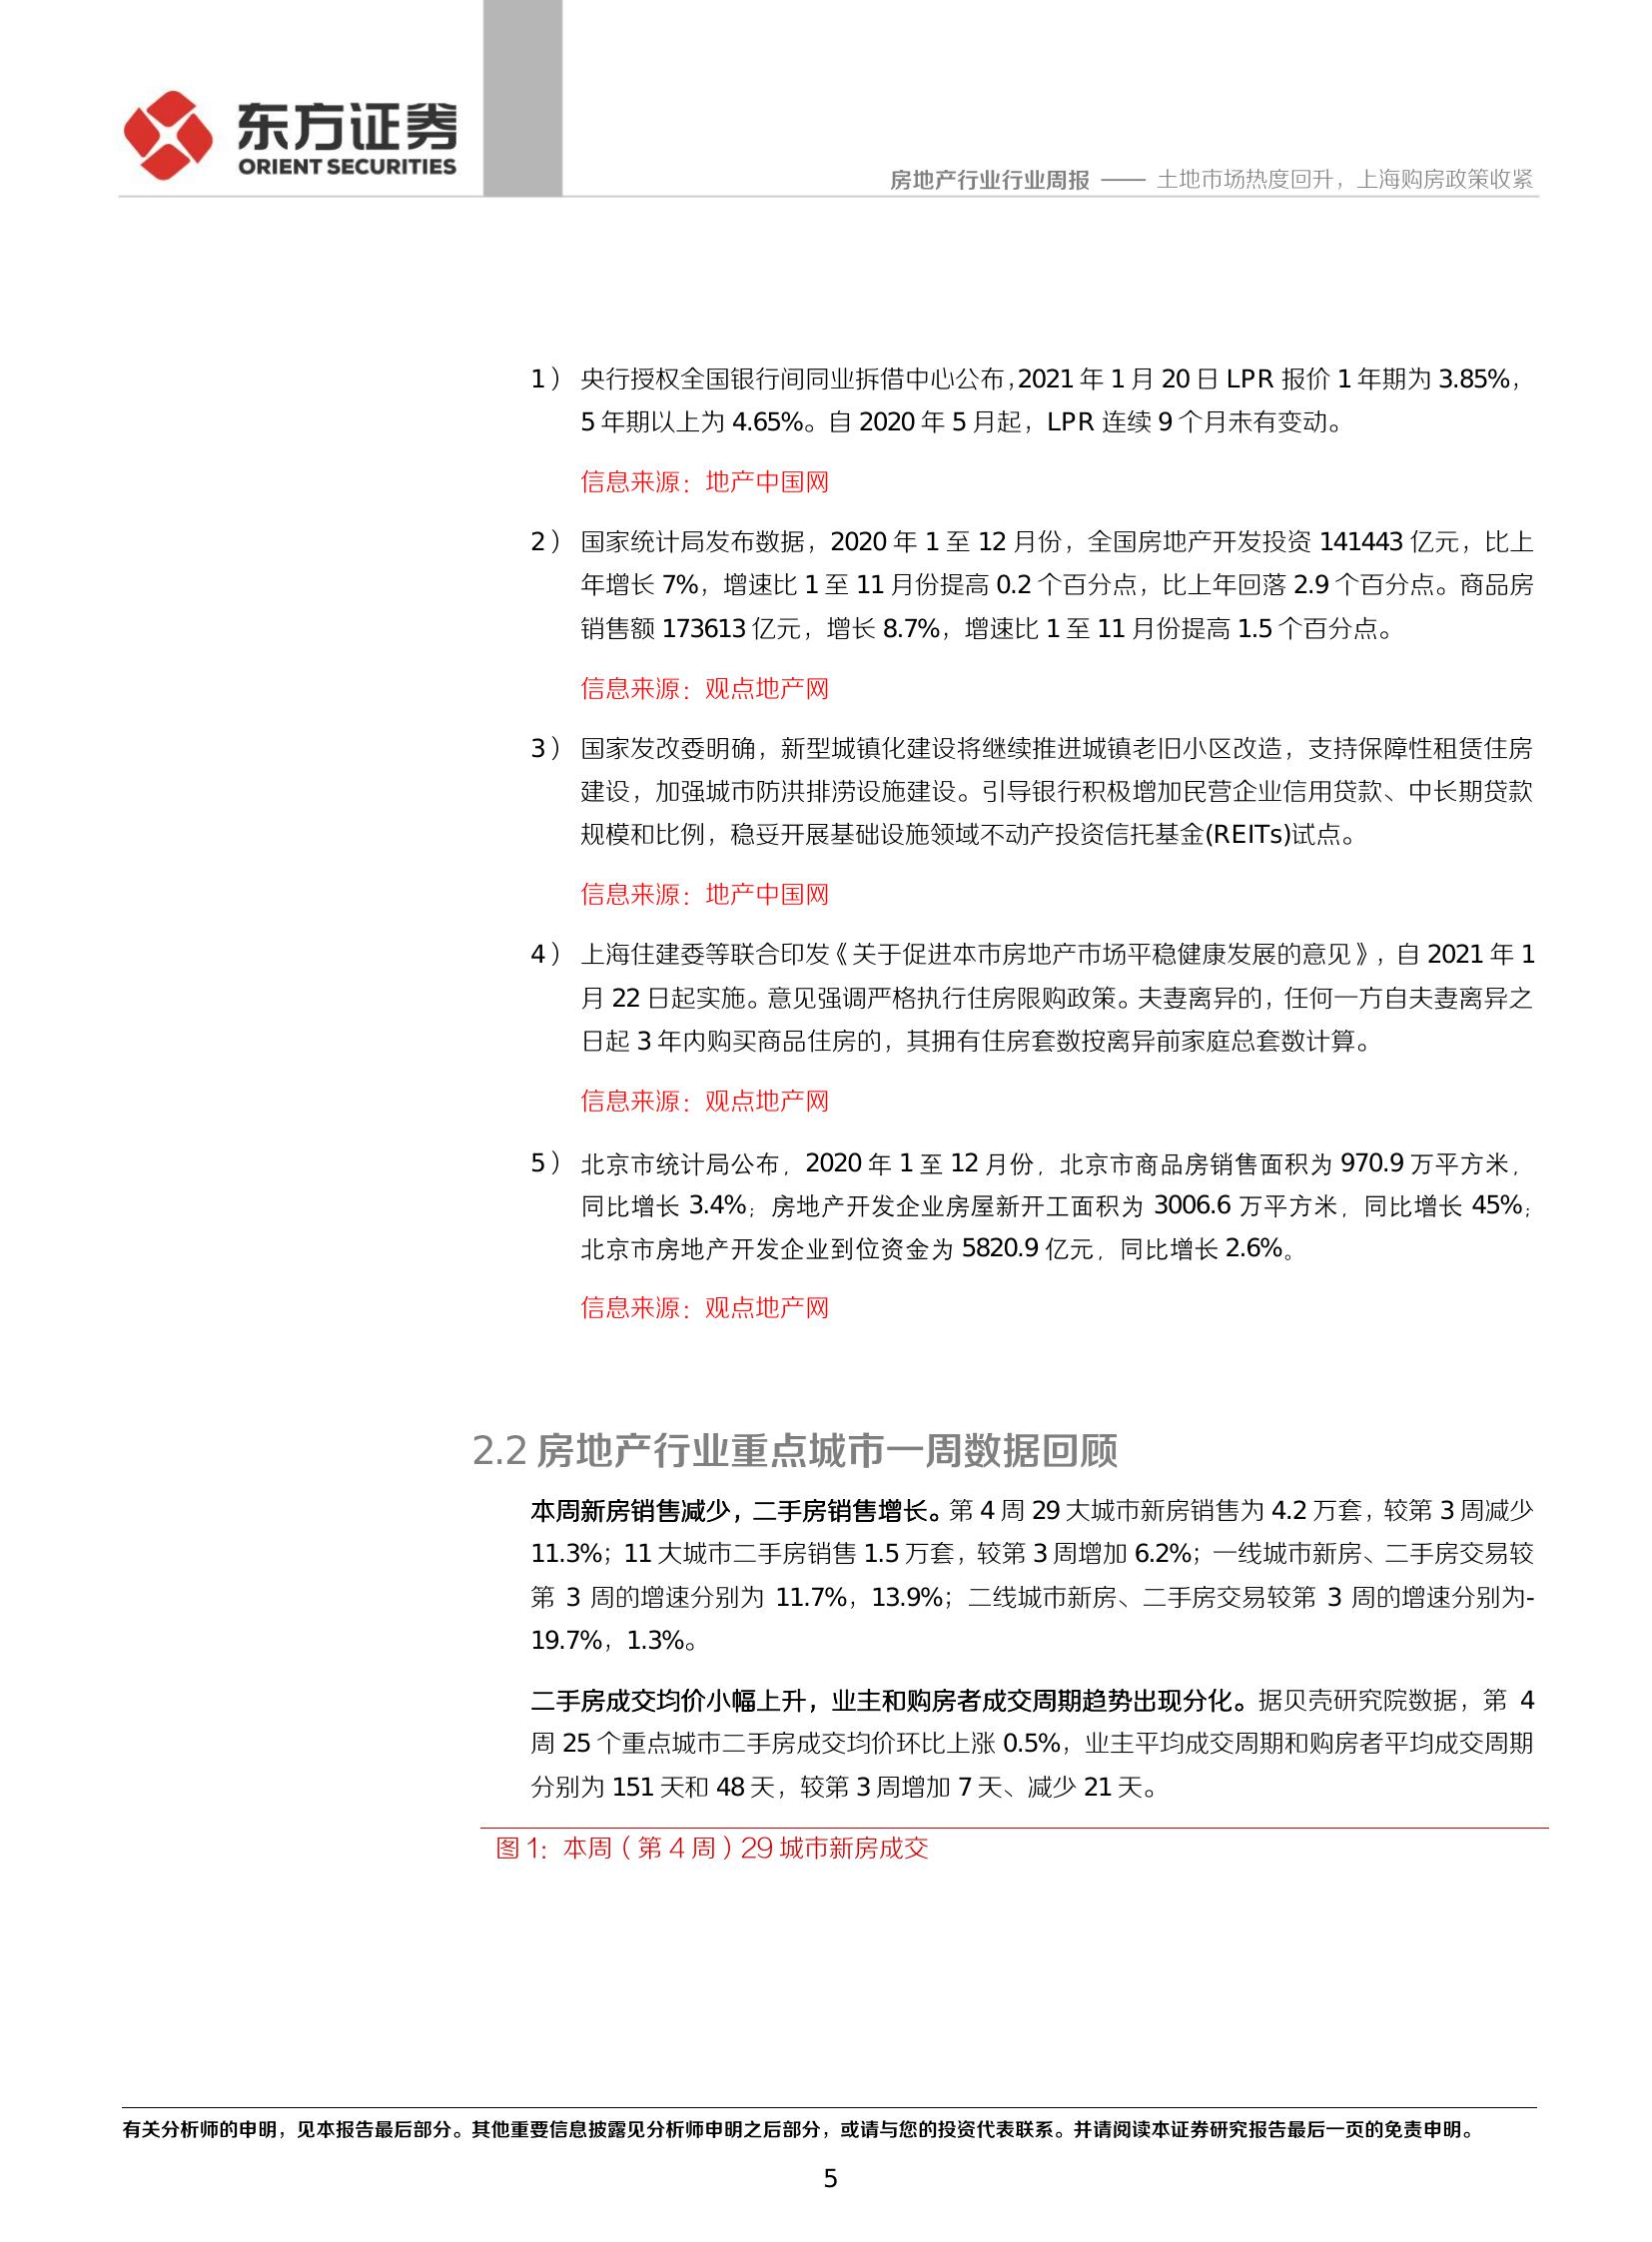 东方证券
ORIENT SECURITIES
房地产行业行业周报 —— 土地市场热度回升，上海购房政策收紧
1） 央行授权全国银行间同业拆借中心公布，2021 年 1 月 20 日 LPR 报价 1 年期为 3.85%，
5 年期以上为 4.65%。自 2020 年 5 月起，LPR 连续 9 个月未有变动。
信息来源：地产中国网
2） 国家统计局发布数据，2020 年 1 至 12 月份，全国房地产开发投资 141443 亿元，比上
年增长 7%，增速比 1 至 11 月份提高 0.2 个百分点，比上年回落 2.9 个百分点。商品房
销售额 173613 亿元，增长 8.7%，增速比 1 至 11 月份提高 1.5 个百分点。
信息来源：观点地产网
3） 国家发改委明确，新型城镇化建设将继续推进城镇老旧小区改造，支持保障性租赁住房
建设，加强城市防洪排涝设施建设。引导银行积极增加民营企业信用贷款、中长期贷款
规模和比例，稳妥开展基础设施领域不动产投资信托基金(REITs)试点。
信息来源：地产中国网
4） 上海住建委等联合印发《关于促进本市房地产市场平稳健康发展的意见》，自 2021 年 1
月 22 日起实施。意见强调严格执行住房限购政策。夫妻离异的，任何一方自夫妻离异之
日起 3 年内购买商品住房的，其拥有住房套数按离异前家庭总套数计算。
信息来源：观点地产网
5） 北京市统计局公布，2020 年 1 至 12 月份，北京市商品房销售面积为 970.9 万平方米，
同比增长 3.4%；房地产开发企业房屋新开工面积为 3006.6 万平方米，同比增长 45%；
北京市房地产开发企业到位资金为 5820.9 亿元，同比增长 2.6%。
信息来源：观点地产网
2.2 房地产行业重点城市一周数据回顾
本周新房销售减少，二手房销售增长。第 4 周 29 大城市新房销售为 4.2 万套，较第 3 周减少
11.3%；11 大城市二手房销售 1.5 万套，较第 3 周增加 6.2%；一线城市新房、二手房交易较
第 3 周的增速分别为 11.7%，13.9%；二线城市新房、二手房交易较第 3 周的增速分别为-
19.7%，1.3%。
二手房成交均价小幅上升，业主和购房者成交周期趋势出现分化。据贝壳研究院数据，第 4
周 25 个重点城市二手房成交均价环比上涨 0.5%，业主平均成交周期和购房者平均成交周期
分别为 151 天和 48 天，较第 3 周增加 7 天、减少 21 天。
图 1：本周（第 4 周）29 城市新房成交
有关分析师的申明，见本报告最后部分。其他重要信息披露见分析师申明之后部分，或请与您的投资代表联系。并请阅读本证券研究报告最后一页的免责申明。
5